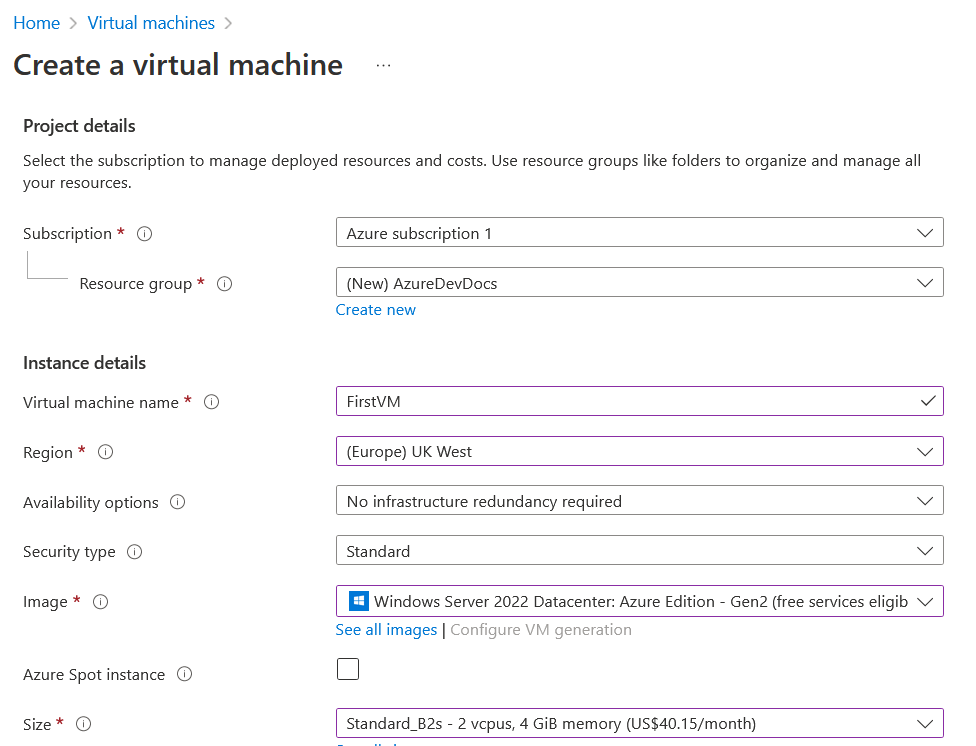 Home > Virtual machines >
Create a virtual machine ...
Project details
Select the subscription to manage deployed resources and costs. Use resource groups like folders to organize and manage all
your resources.
Subscription * Azure subscription 1
Resource group * (New) AzureDevDocs
Create new
Instance details
Virtual machine name * FirstVM
Region * (Europe) UK West
Availability options No infrastructure redundancy required
Security type Standard
Image * Windows Server 2022 Datacenter: Azure Edition - Gen2 (free services eligib
See all images | Configure VM generation
Azure Spot instance
Size * Standard_B2s - 2 vcpus, 4 GiB memory (US$40.15/month)